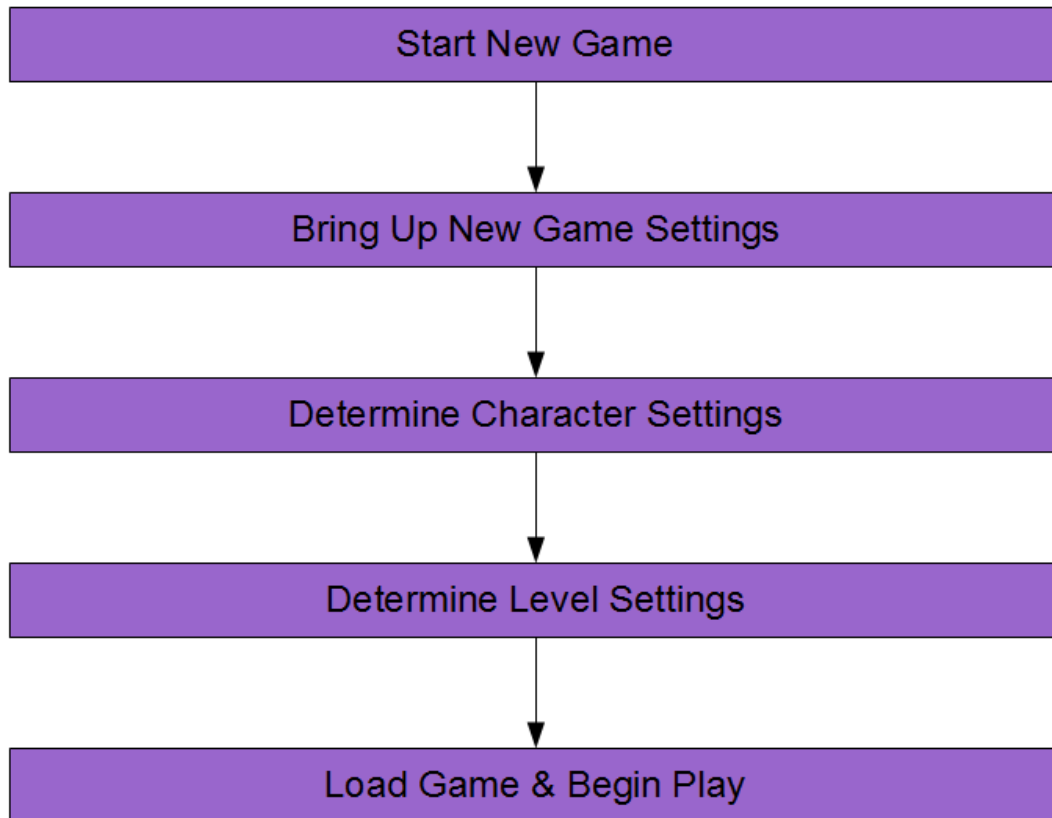 Start New Game
Bring Up New Game Settings
Determine Character Settings
Determine Level Settings
Load Game & Begin Play